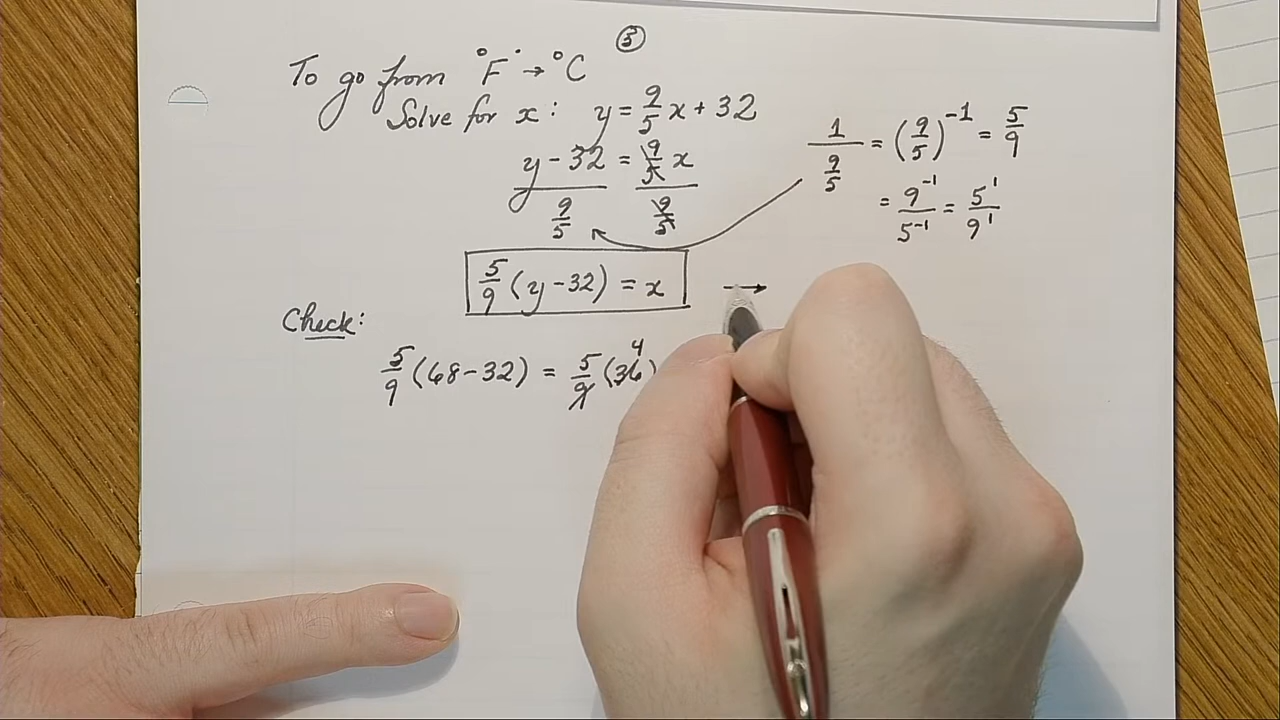 ③
To go from °F → °C
Solve for x: y = 9/5 x + 32
y - 32 = 9/5 x
9/5 9/5
1/(9/5) = (9/5)^-1 = 5/9
= 9^-1/5^-1 = 5^1/9^1
5/9 (y - 32) = x →
Check:
5/9 (68 - 32) = 5/9 (36) 4